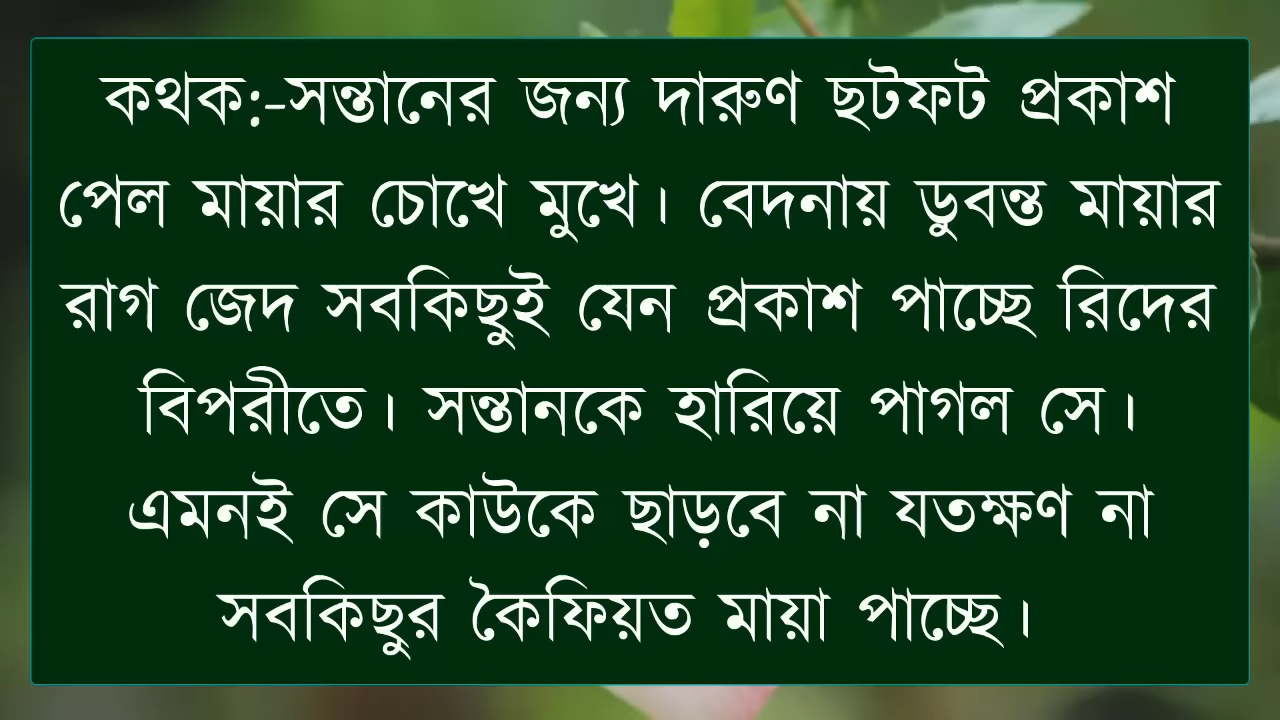 কথক:-সন্তানের জন্য দারুণ ছটফট প্রকাশ
পেল মায়ার চোখে মুখে। বেদনায় ডুবন্ত মায়ার
রাগ জেদ সবকিছুই যেন প্রকাশ পাচ্ছে রিদের
বিপরীতে। সন্তানকে হারিয়ে পাগল সে।
এমনই সে কাউকে ছাড়বে না যতক্ষণ না
সবকিছুর কৈফিয়ত মায়া পাচ্ছে।